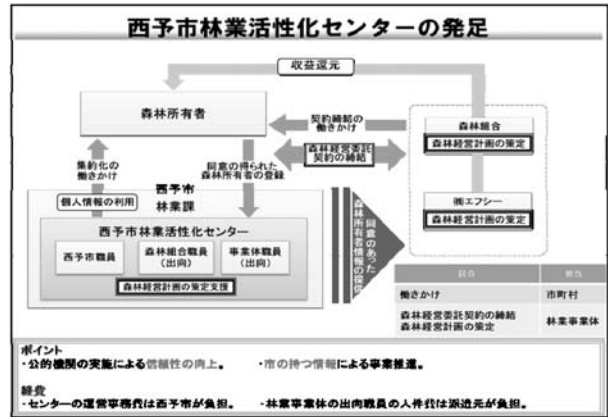 西予市林業活性化センターの発足
収益還元
森林所有者
契約締結の
働きかけ
森林組合
森林経営計画の策定
集約化の
働きかけ
同意の得られた
森林所有者の登録
森林経営委託
契約の締結
個人情報の利用
西予市
林業課
㈱エフシー
森林経営計画の策定
西予市林業活性化センター
西予市職員
森林組合職員
(出向)
事業体職員
(出向)
森林経営計画の策定支援
同意のあった
森林所有者情報の提供
区分
担当
働きかけ
市町村
森林経営委託契約の締結
森林経営計画の策定
林業事業体
ポイント
・公的機関の実施による信頼性の向上。
・市の持つ情報による事業推進。
経費
・センターの運営事務費は西予市が負担。
・林業事業体の出向職員の人件費は派遣元が負担。